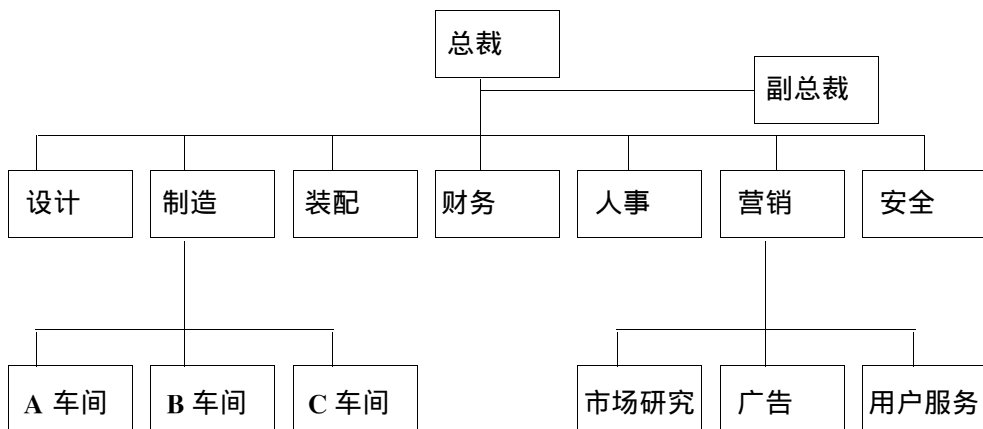 总裁
副总裁
设计
制造
装配
财务
人事
营销
安全
A 车间
B 车间
C 车间
市场研究
广告
用户服务